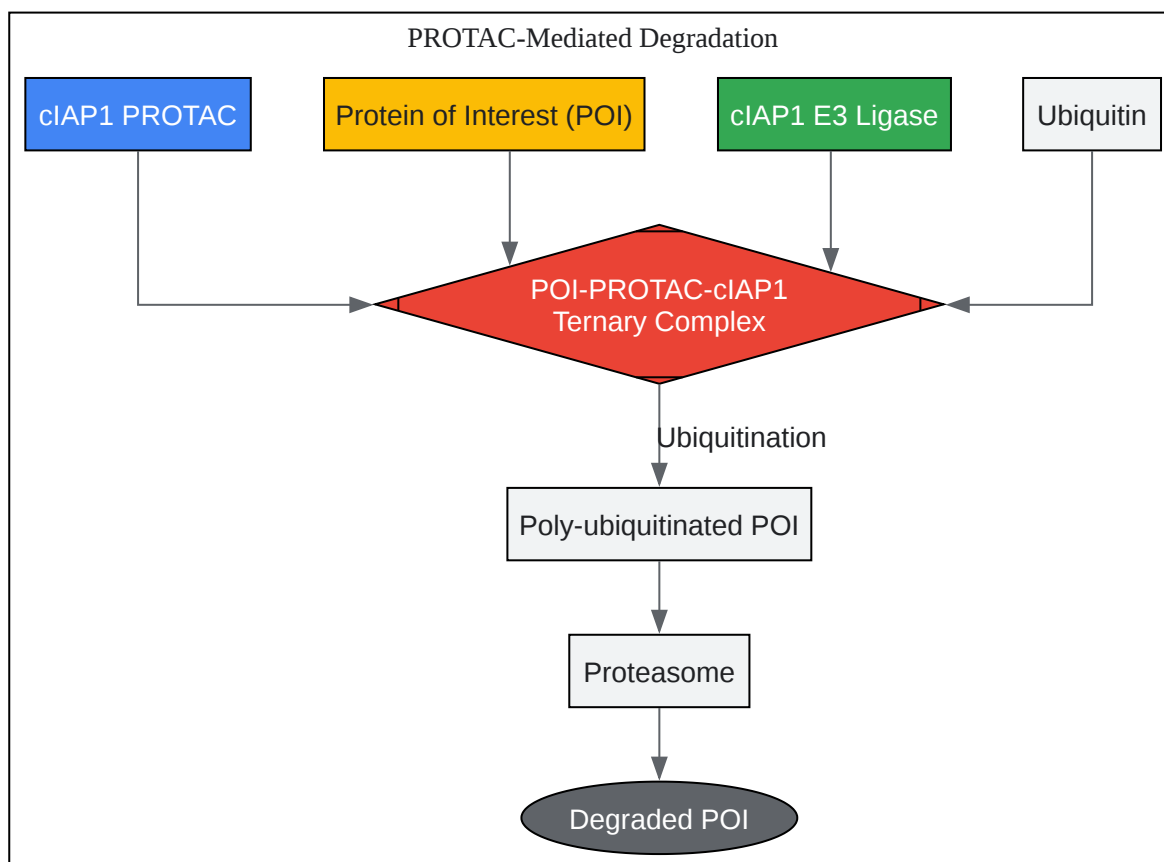 PROTAC-Mediated Degradation
cIAP1 PROTAC
Protein of Interest (POI)
cIAP1 E3 Ligase
Ubiquitin
POI-PROTAC-cIAP1
Ternary Complex
Ubiquitination
Poly-ubiquitinated POI
Proteasome
Degraded POI